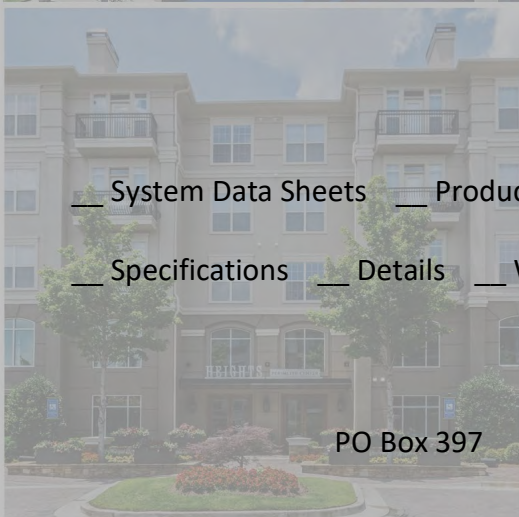 __ System Data Sheets __ Produc
__ Specifications __ Details __
HEIGHTS
PO Box 397